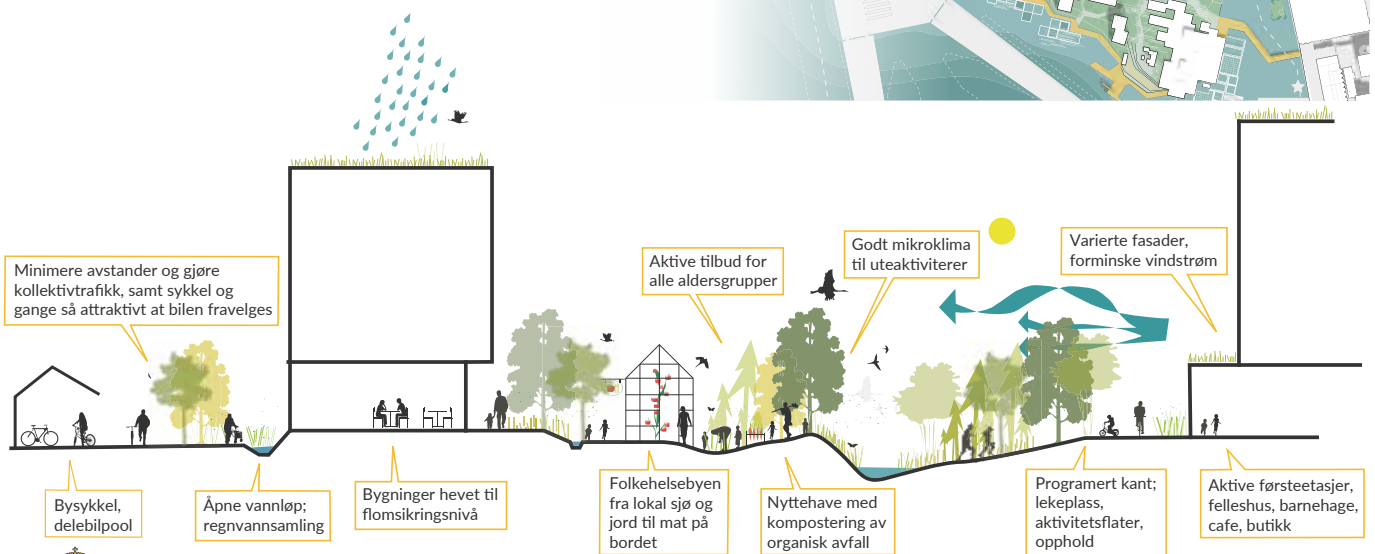 Minimere avstander og gjøre
kollektivtrafikk, samt sykkel og
gange så attraktivt at bilen fravelges
Aktive tilbud for
alle aldersgrupper
Godt mikroklima
til uteaktiviterer
Varierte fasader,
forminske vindstrøm
Bysykkel,
delebilpool
Åpne vannløp;
regnvannsamling
Bygninger hevet til
flomsikringsnivå
Folkehelsebyen
fra lokal sjø og
jord til mat på
bordet
Nyttehave med
kompostering av
organisk avfall
Programert kant;
lekeplass,
aktivitetsflater,
opphold
Aktive førsteetasjer,
felleshus, barnehage,
cafe, butikk